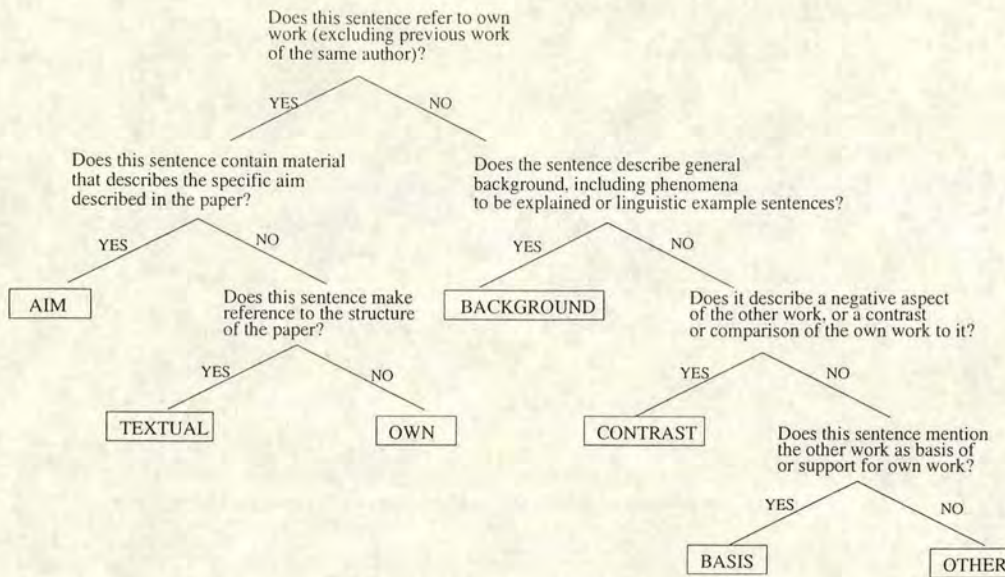 Does this sentence refer to own
work (excluding previous work
of the same author)?
YES
NO
Does this sentence contain material
that describes the specific aim
described in the paper?
Does the sentence describe general
background, including phenomena
to be explained or linguistic example sentences?
YES
NO
YES
NO
AIM
Does this sentence make
reference to the structure
of the paper?
BACKGROUND
Does it describe a negative aspect
of the other work, or a contrast
or comparison of the own work to it?
YES
NO
YES
NO
TEXTUAL
OWN
CONTRAST
Does this sentence mention
the other work as basis of
or support for own work?
YES
NO
BASIS
OTHER